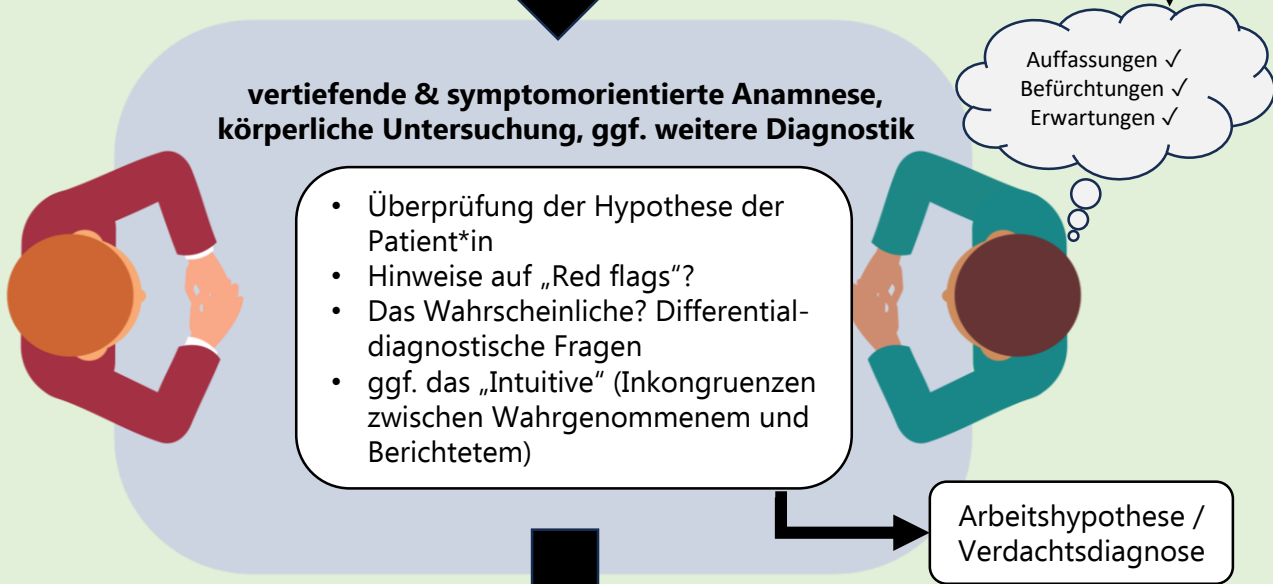 Auffassungen ✓
Befürchtungen ✓
Erwartungen ✓
vertiefende & symptomorientierte Anamnese,
körperliche Untersuchung, ggf. weitere Diagnostik
• Überprüfung der Hypothese der
Patient*in
• Hinweise auf „Red flags“?
• Das Wahrscheinliche? Differential-
diagnostische Fragen
• ggf. das „Intuitive“ (Inkongruenzen
zwischen Wahrgenommenem und
Berichtetem)
Arbeitshypothese /
Verdachtsdiagnose